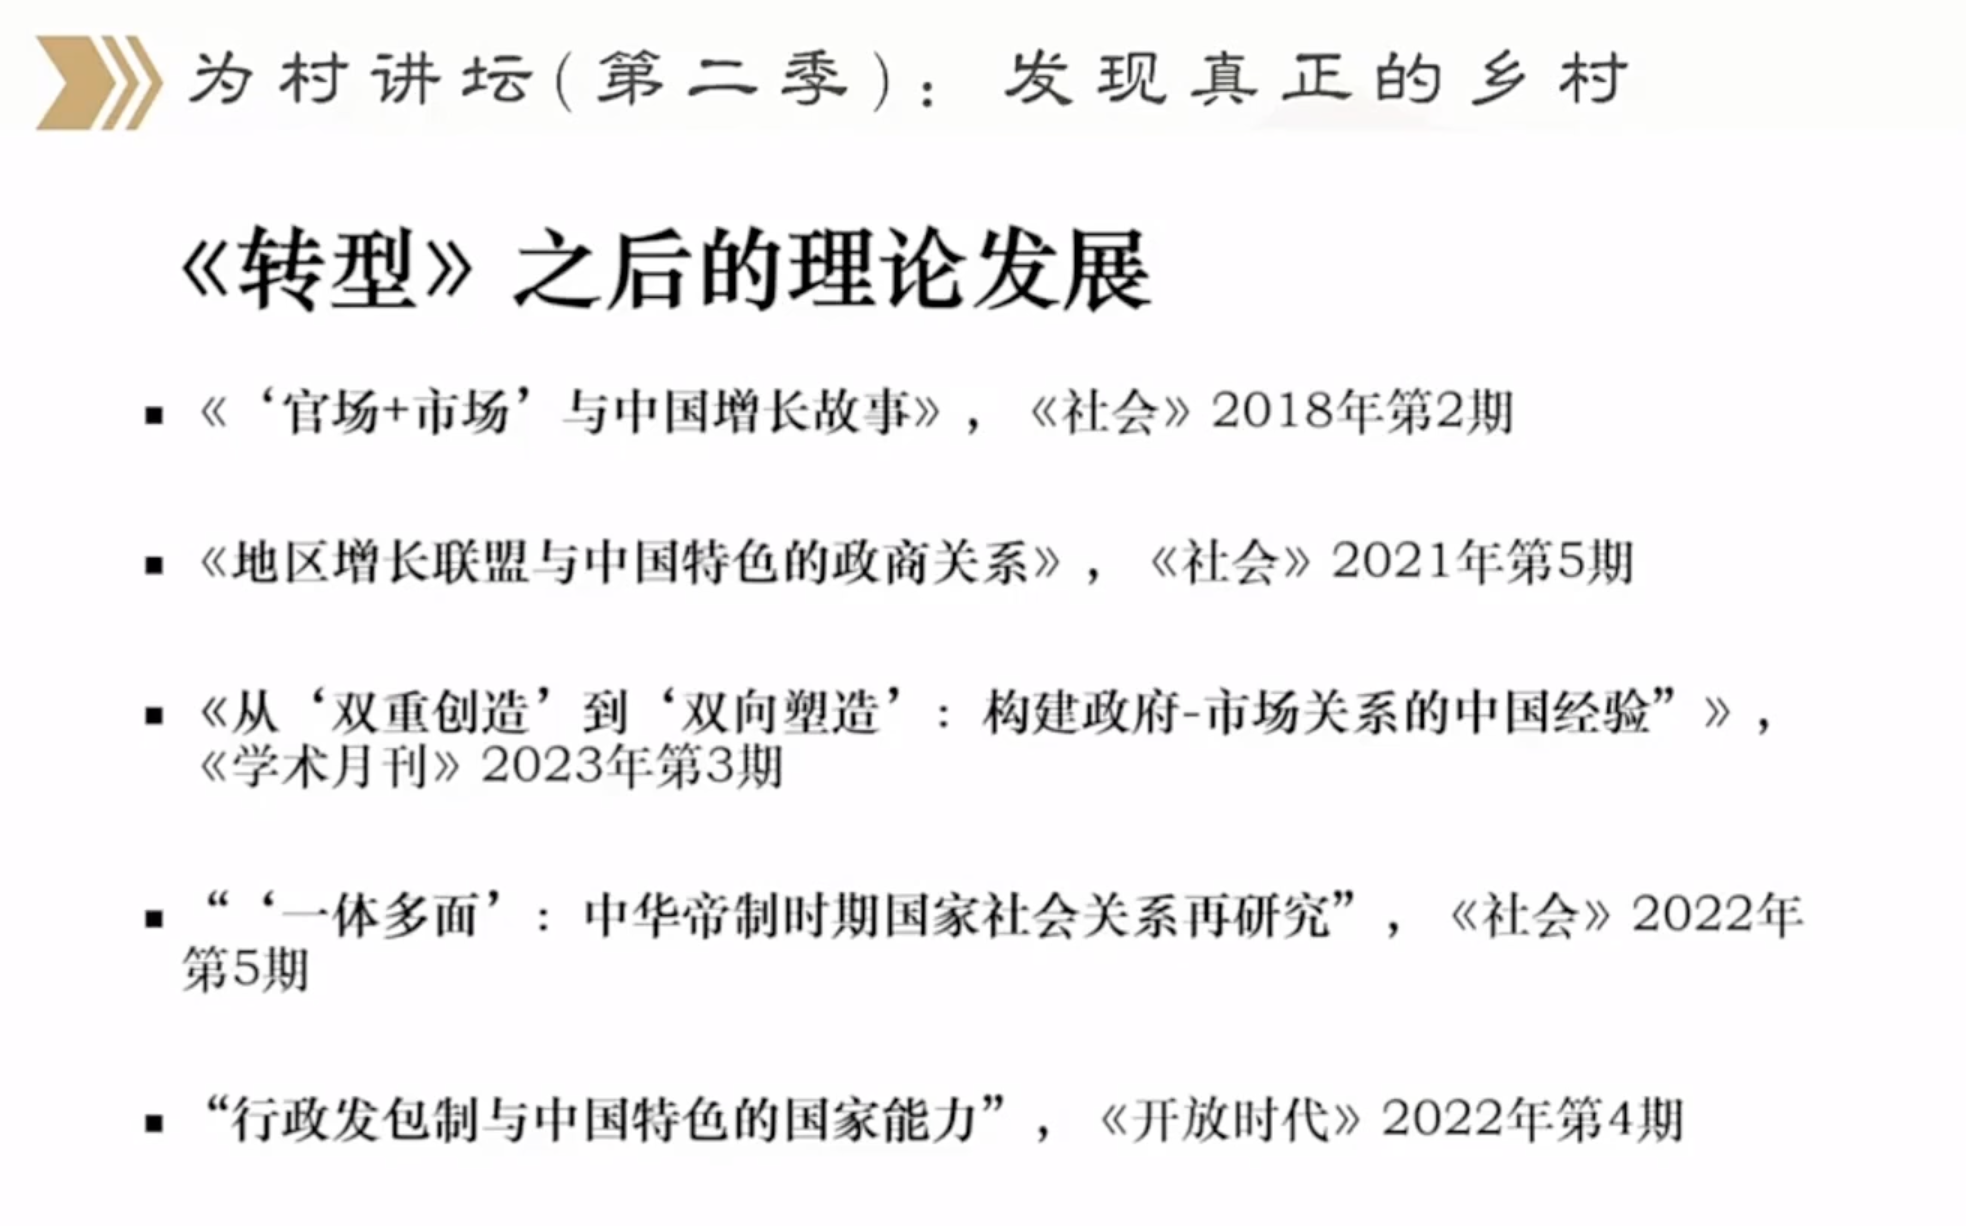 为村讲坛(第二季)：发现真正的乡村
《转型》之后的理论发展
▪ 《‘官场+市场’与中国增长故事》，《社会》2018年第2期
▪ 《地区增长联盟与中国特色的政商关系》，《社会》2021年第5期
▪ 《从‘双重创造’到‘双向塑造’：构建政府-市场关系的中国经验”》，
《学术月刊》2023年第3期
▪ “‘一体多面’：中华帝制时期国家社会关系再研究”，《社会》2022年
第5期
▪ “行政发包制与中国特色的国家能力”，《开放时代》2022年第4期